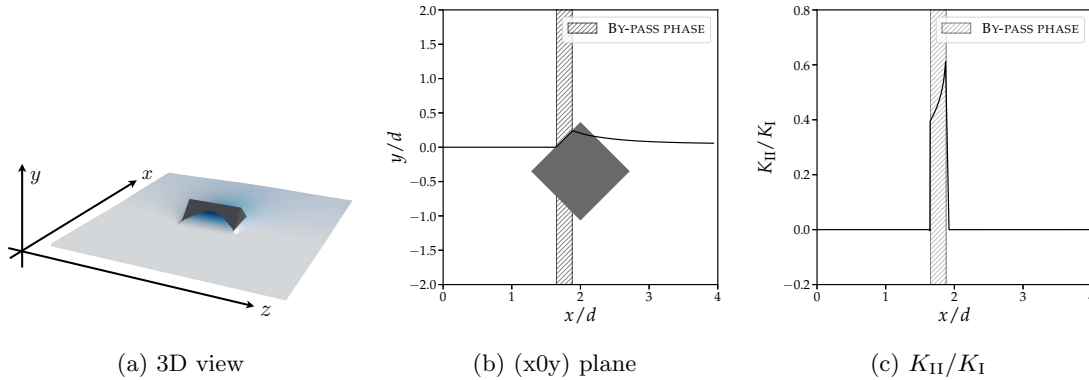 y
x
z
2.0
1.5
1.0
0.5
0.0
−0.5
−1.0
−1.5
−2.0
y/d
BY-PASS PHASE
0 1 2 3 4
x/d
0.8
0.6
0.4
0.2
0.0
−0.2
K_II/K_I
BY-PASS PHASE
0 1 2 3 4
x/d
(a) 3D view
(b) (x0y) plane
(c) K_II/K_I